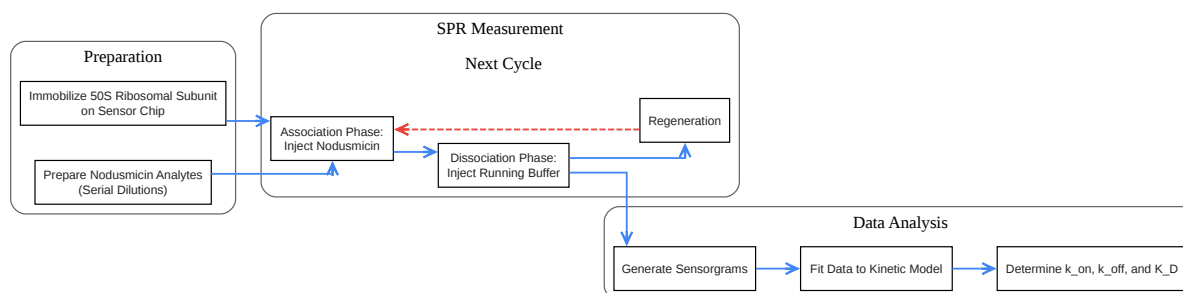 Preparation
Immobilize 50S Ribosomal Subunit
on Sensor Chip
Prepare Nodusmicin Analytes
(Serial Dilutions)
SPR Measurement
Next Cycle
Association Phase:
Inject Nodusmicin
Dissociation Phase:
Inject Running Buffer
Regeneration
Data Analysis
Generate Sensorgrams
Fit Data to Kinetic Model
Determine k_on, k_off, and K_D